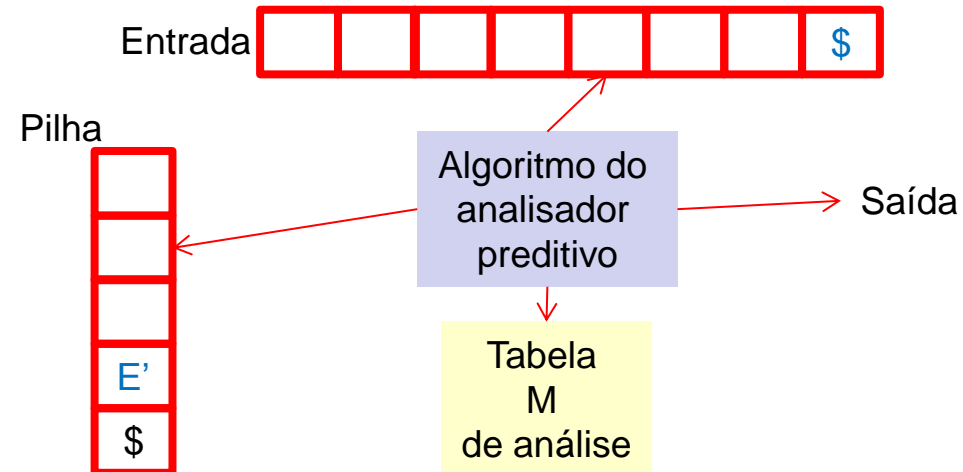 Entrada
$
Pilha
Algoritmo do
analisador
preditivo
Saída
E’
$
Tabela
M
de análise